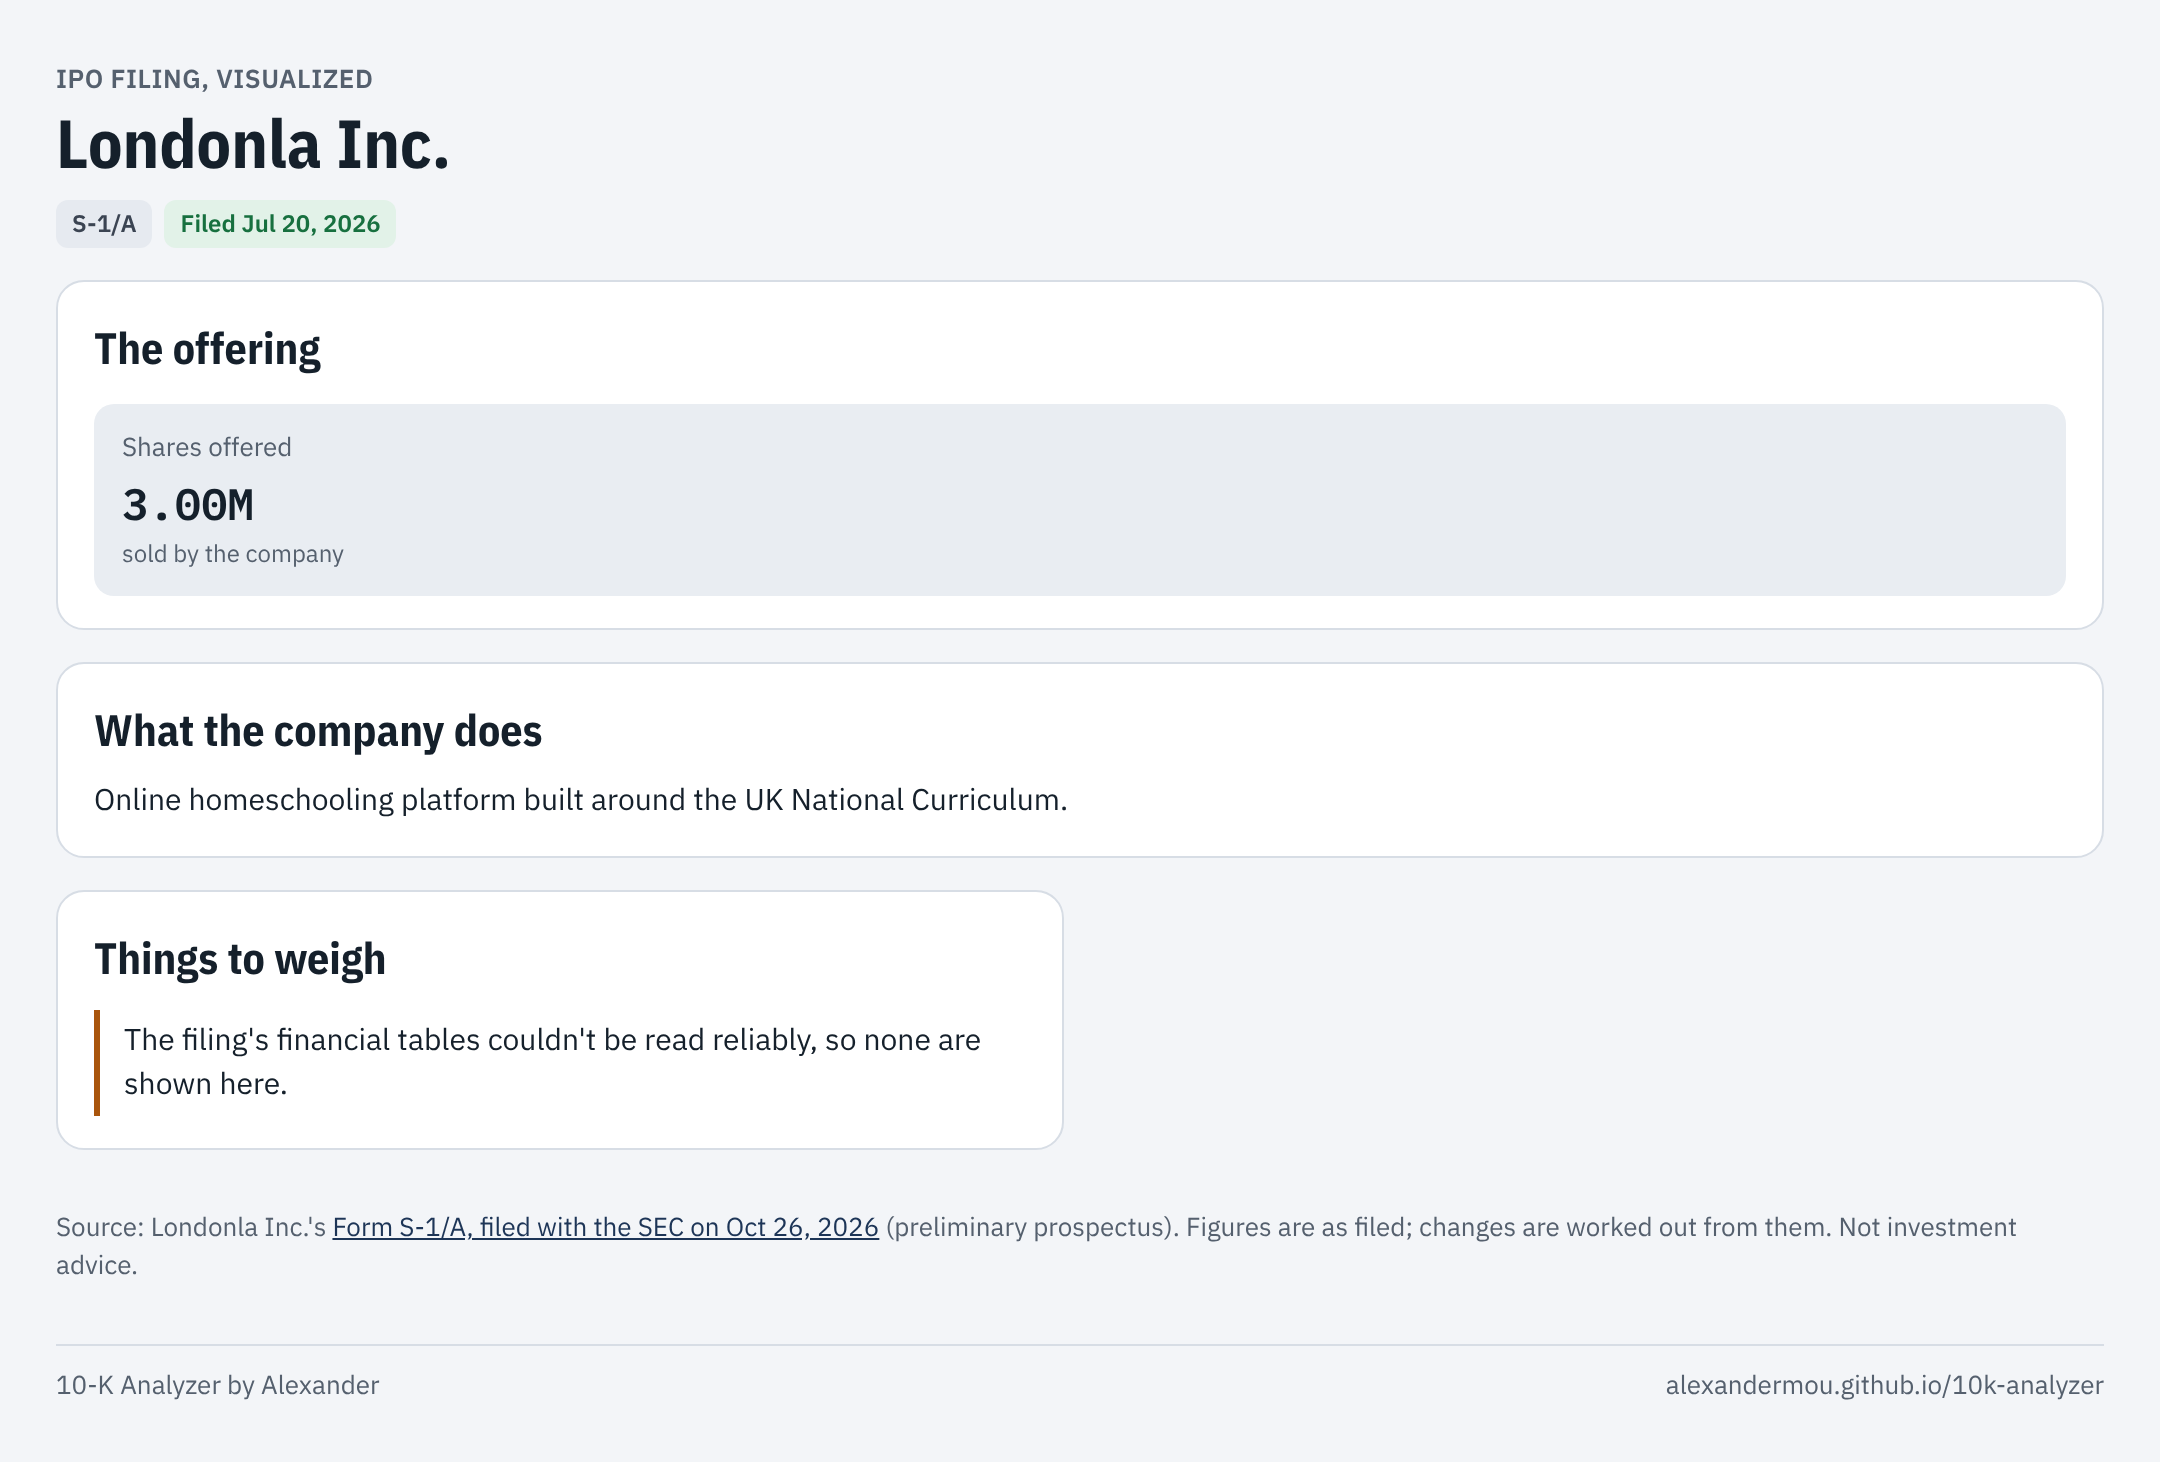 IPO FILING, VISUALIZED
Londonla Inc.
S-1/A
Filed Jul 20, 2026
The offering
Shares offered
3.00M
sold by the company
What the company does
Online homeschooling platform built around the UK National Curriculum.
Things to weigh
The filing's financial tables couldn't be read reliably, so none are
shown here.
Source: Londonla Inc.'s Form S-1/A, filed with the SEC on Oct 26, 2026 (preliminary prospectus). Figures are as filed; changes are worked out from them. Not investment
advice.
10-K Analyzer by Alexander
alexandermou.github.io/10k-analyzer